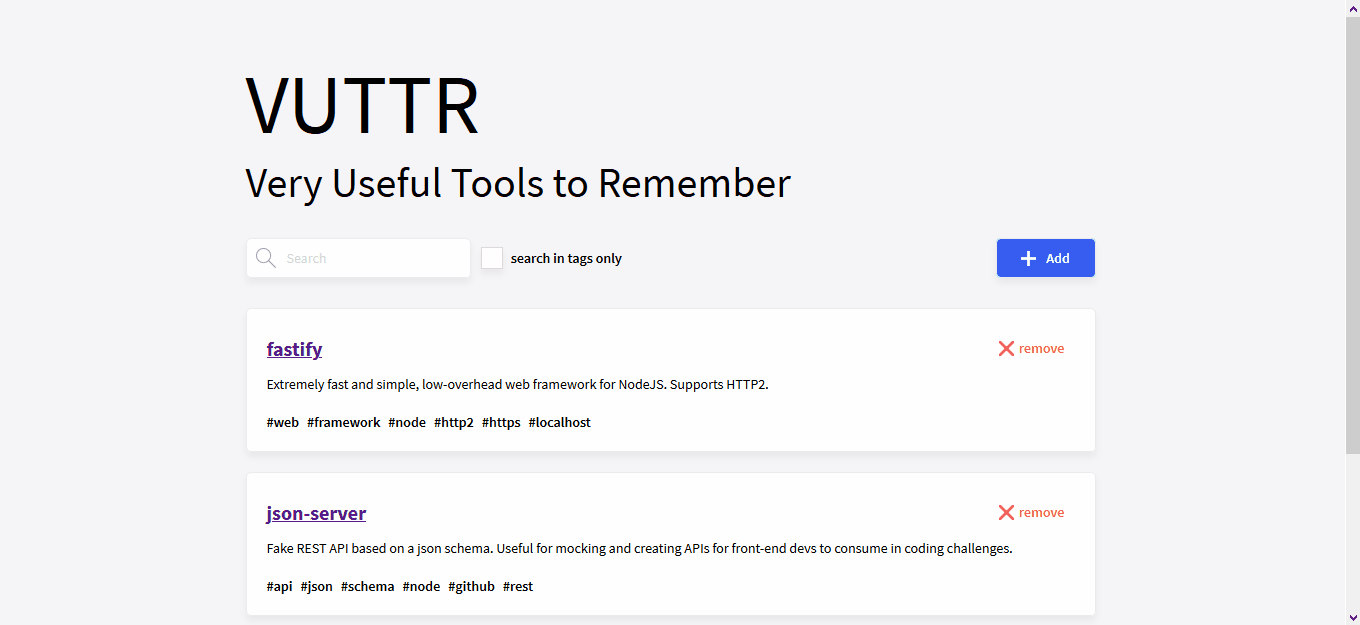 VUTTR
Very Useful Tools to Remember
Search
search in tags only
Add
fastify
remove
Extremely fast and simple, low-overhead web framework for NodeJS. Supports HTTP2.
#web #framework #node #http2 #https #localhost
json-server
remove
Fake REST API based on a json schema. Useful for mocking and creating APIs for front-end devs to consume in coding challenges.
#api #json #schema #node #github #rest